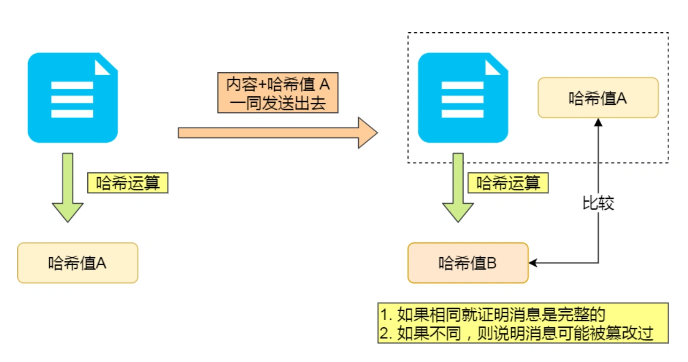 内容+哈希值 A
一同发送出去
哈希值A
哈希运算
哈希运算
比较
哈希值A
哈希值B
1. 如果相同就证明消息是完整的
2. 如果不同，则说明消息可能被篡改过